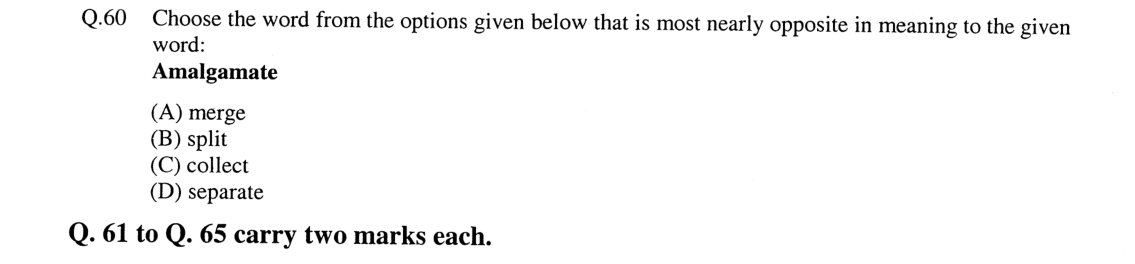 Q.60 Choose the word from the options given below that is most nearly opposite in meaning to the given
word:
Amalgamate
(A) merge
(B) split
(C) collect
(D) separate
Q. 61 to Q. 65 carry two marks each.